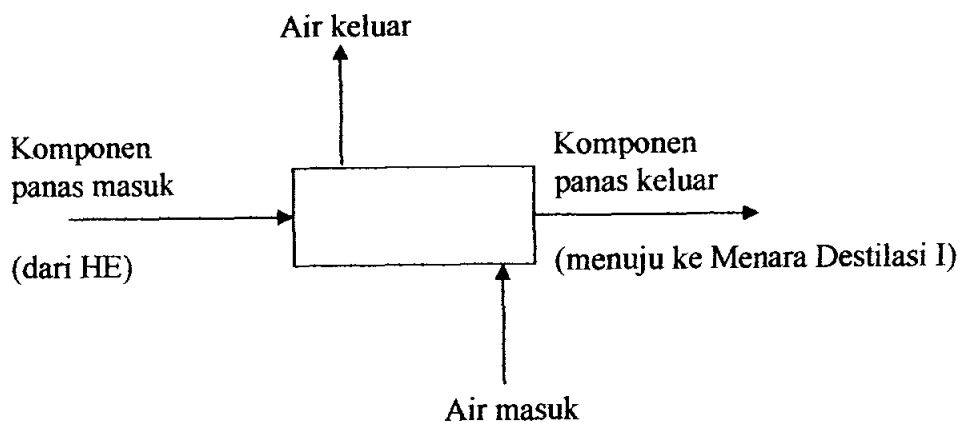 Air keluar
Komponen
panas masuk
(dari HE)
Komponen
panas keluar
(menuju ke Menara Destilasi I)
Air masuk